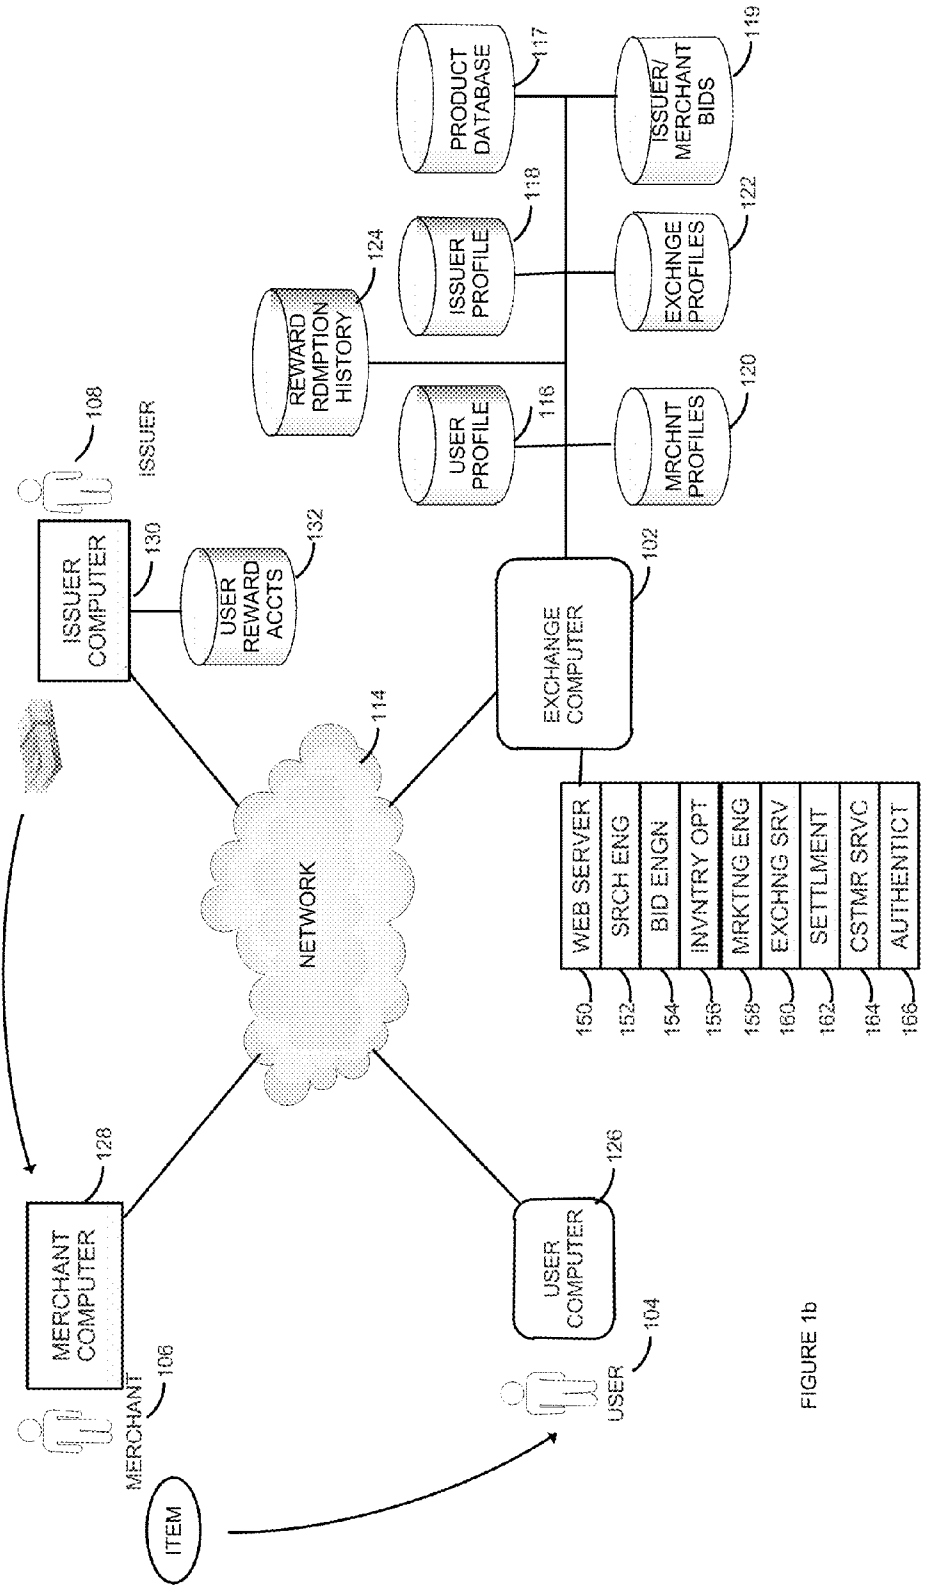 ITEM
MERCHANT
106
MERCHANT
COMPUTER
128
ISSUER
COMPUTER
130
108
ISSUER
USER
REWARD
ACCTS
132
NETWORK
114
REWARD
RDMPTION
HISTORY
124
USER
PROFILE
116
ISSUER
PROFILE
118
PRODUCT
DATABASE
117
USER
104
USER
COMPUTER
126
EXCHANGE
COMPUTER
102
MRCHNT
PROFILES
120
EXCHNGE
PROFILES
122
ISSUER/
MERCHANT
BIDS
119
150 WEB SERVER
152 SRCH ENG
154 BID ENGN
156 INVNTRY OPT
158 MRKTNG ENG
160 EXCHNG SRV
162 SETTLMENT
164 CSTMR SRVC
166 AUTHENTICT
FIGURE 1b